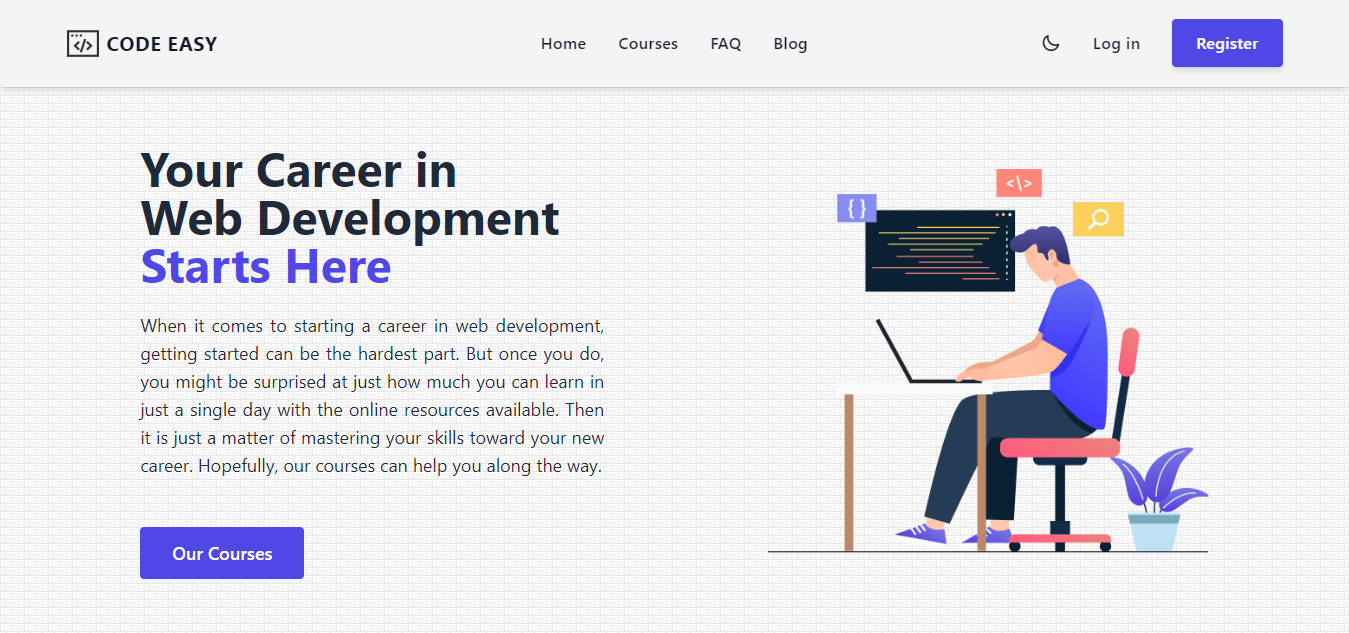 CODE EASY
Home Courses FAQ Blog
Log in
Register
Your Career in
Web Development
Starts Here
When it comes to starting a career in web development,
getting started can be the hardest part. But once you do,
you might be surprised at just how much you can learn in
just a single day with the online resources available. Then
it is just a matter of mastering your skills toward your new
career. Hopefully, our courses can help you along the way.
Our Courses
{ }
<\>